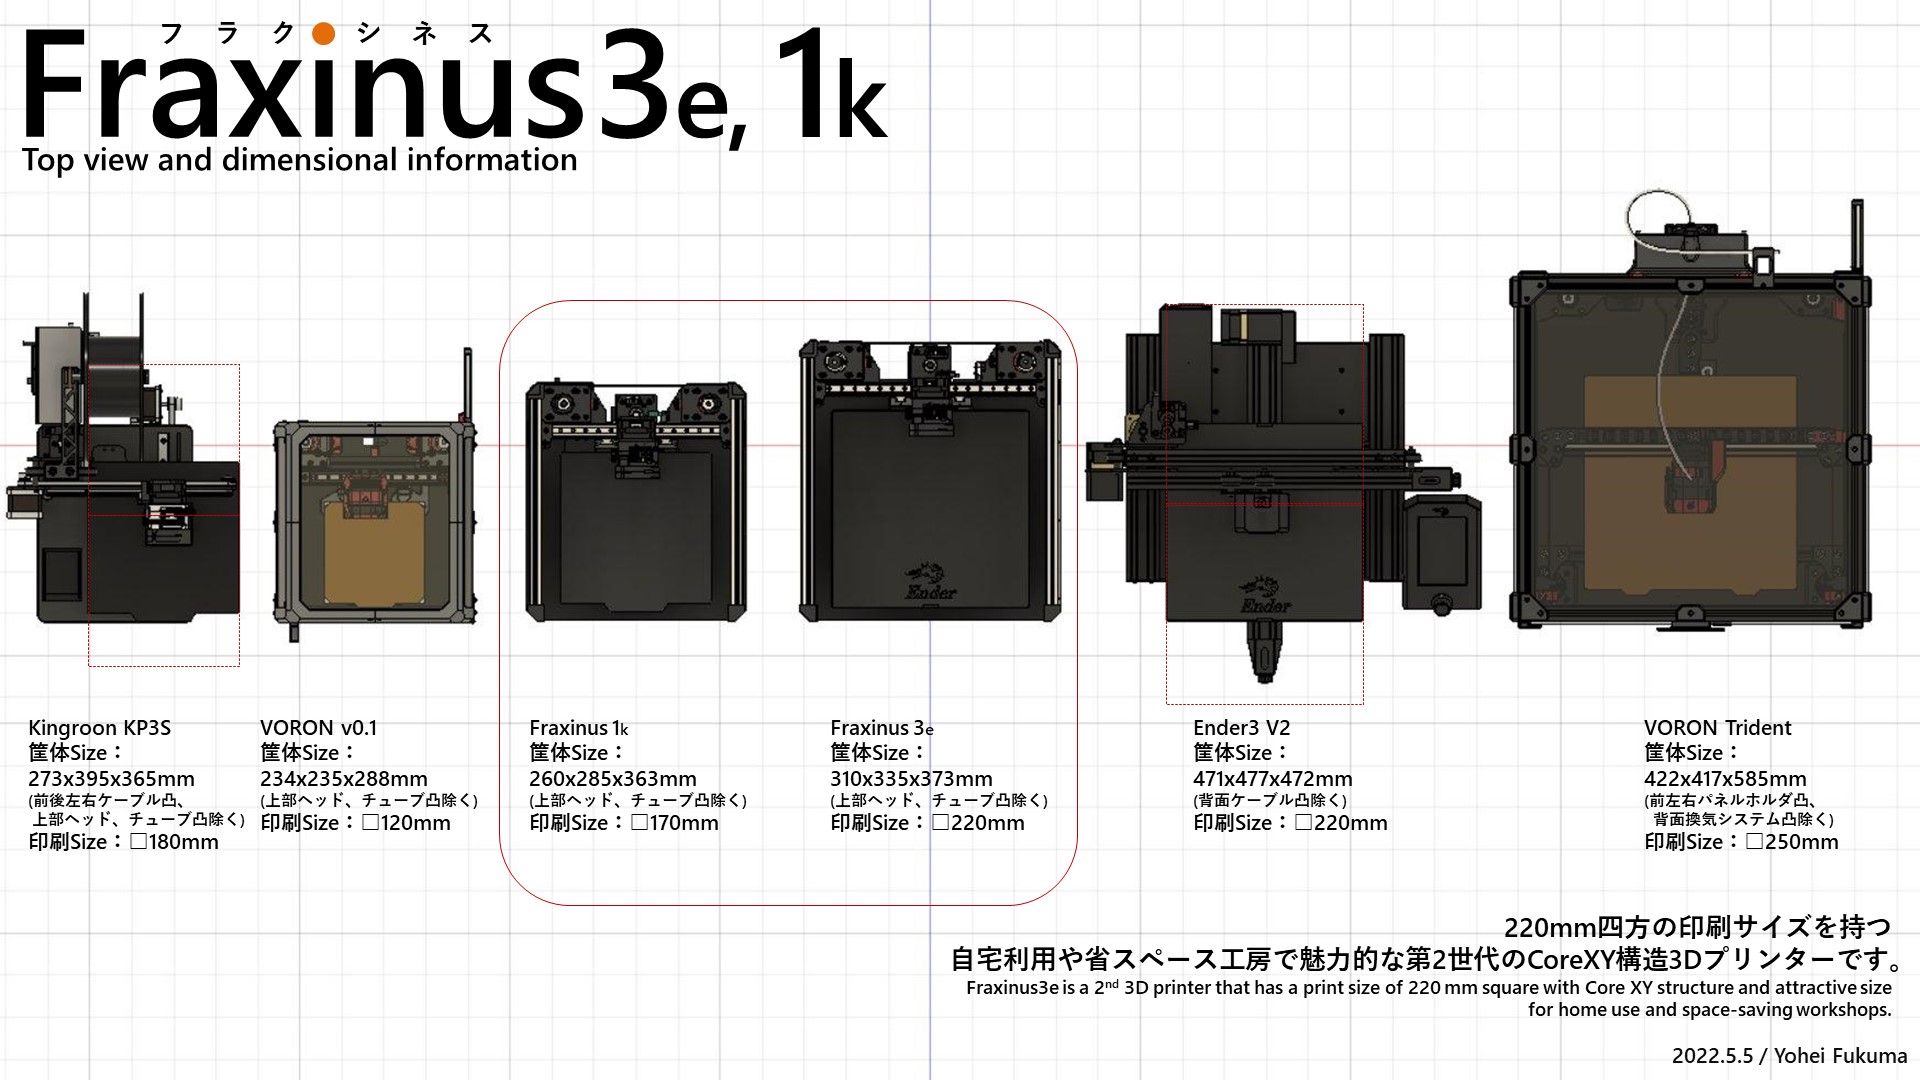 フラク●シネス
Fraxinus3e, 1k
Top view and dimensional information
Ender
Ender
Kingroon KP3S
筐体Size：
273x395x365mm
(前後左右ケーブル凸、
上部ヘッド、チューブ凸除く)
印刷Size：□180mm
VORON v0.1
筐体Size：
234x235x288mm
(上部ヘッド、チューブ凸除く)
印刷Size：□120mm
Fraxinus 1k
筐体Size：
260x285x363mm
(上部ヘッド、チューブ凸除く)
印刷Size：□170mm
Fraxinus 3e
筐体Size：
310x335x373mm
(上部ヘッド、チューブ凸除く)
印刷Size：□220mm
Ender3 V2
筐体Size：
471x477x472mm
(背面ケーブル凸除く)
印刷Size：□220mm
VORON Trident
筐体Size：
422x417x585mm
(前左右パネルホルダ凸、
背面換気システム凸除く)
印刷Size：□250mm
220mm四方の印刷サイズを持つ
自宅利用や省スペース工房で魅力的な第2世代のCoreXY構造3Dプリンターです。
Fraxinus3e is a 2nd 3D printer that has a print size of 220 mm square with Core XY structure and attractive size
for home use and space-saving workshops.
2022.5.5 / Yohei Fukuma